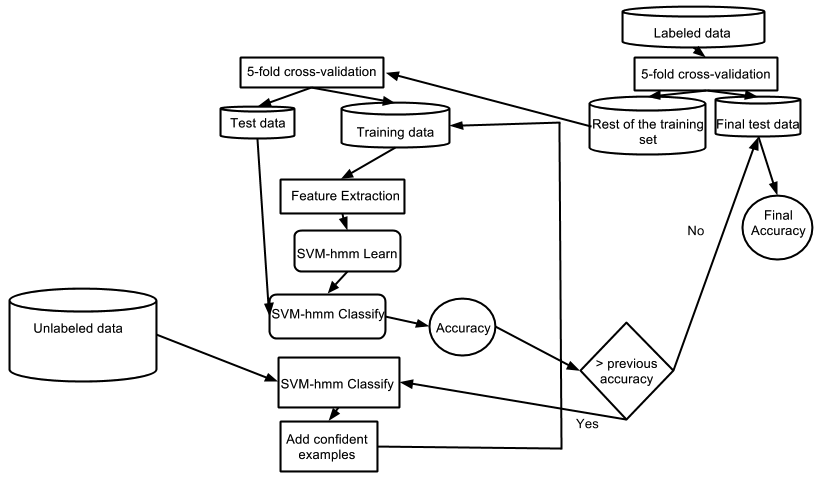 Labeled data
5-fold cross-validation
5-fold cross-validation
Test data
Training data
Rest of the training
set
Final test data
Feature Extraction
Final
Accuracy
No
SVM-hmm Learn
SVM-hmm Classify
Accuracy
Unlabeled data
> previous
accuracy
SVM-hmm Classify
Yes
Add confident
examples